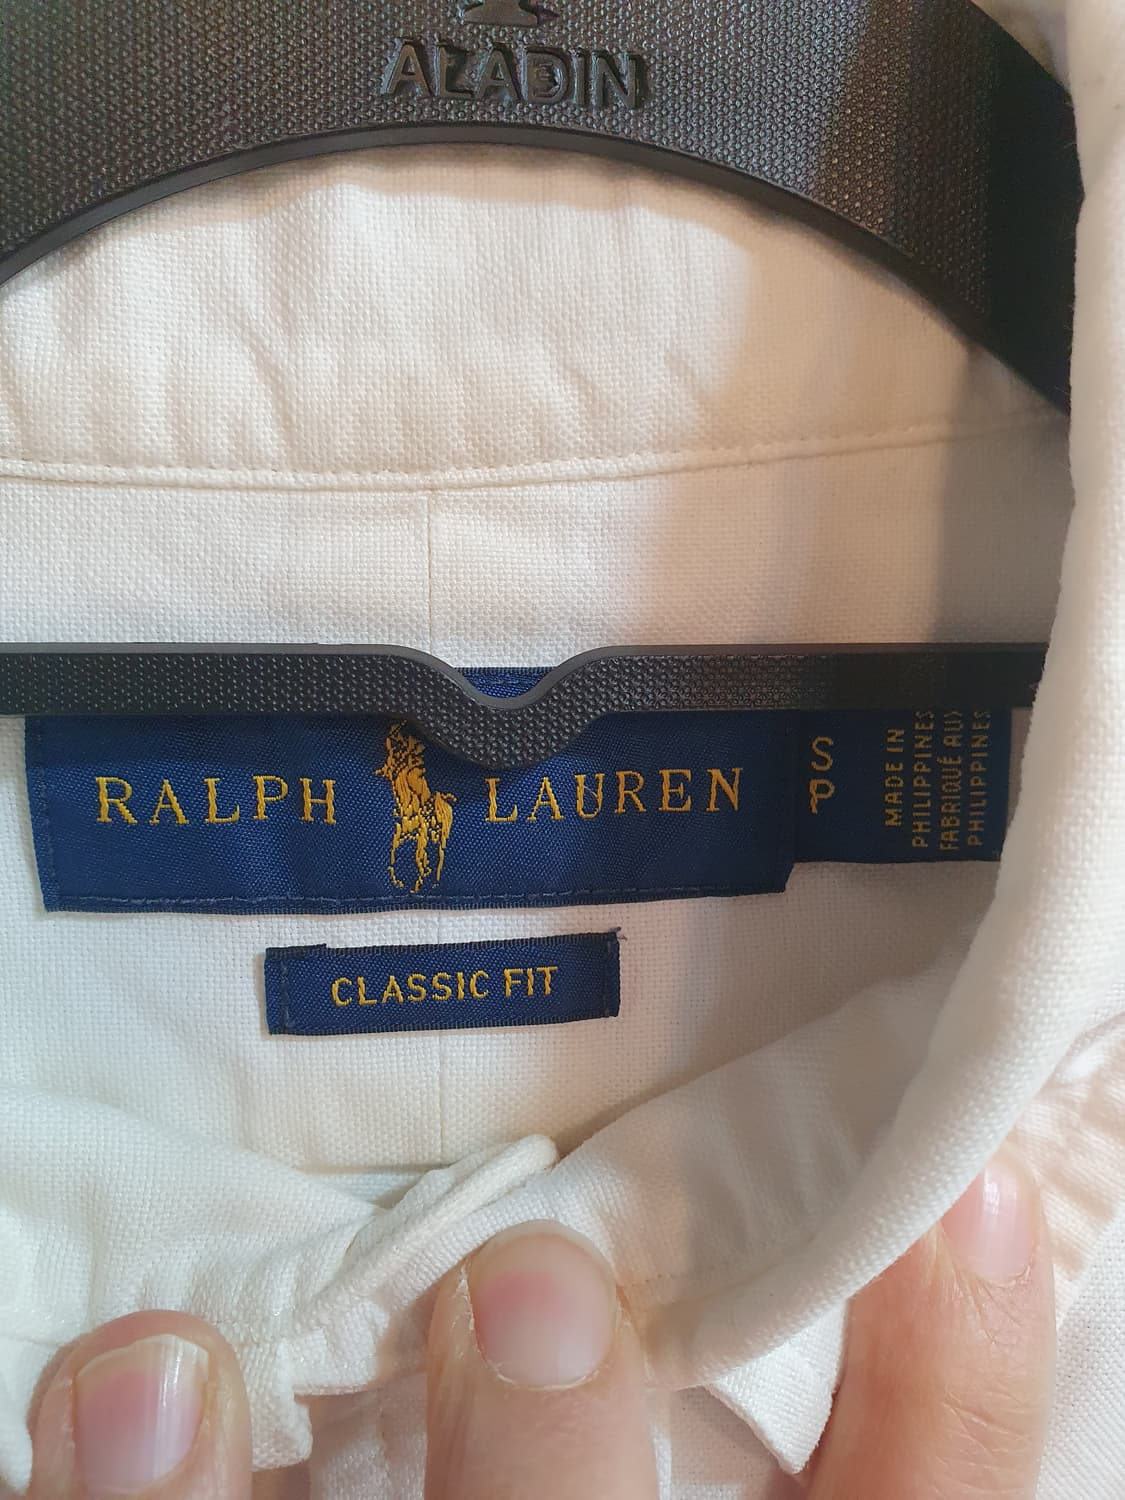 ALADIN
RALPH LAUREN
S
P
MADE IN
PHILIPPINES
FABRIQUÉ AUX
PHILIPPINES
CLASSIC FIT